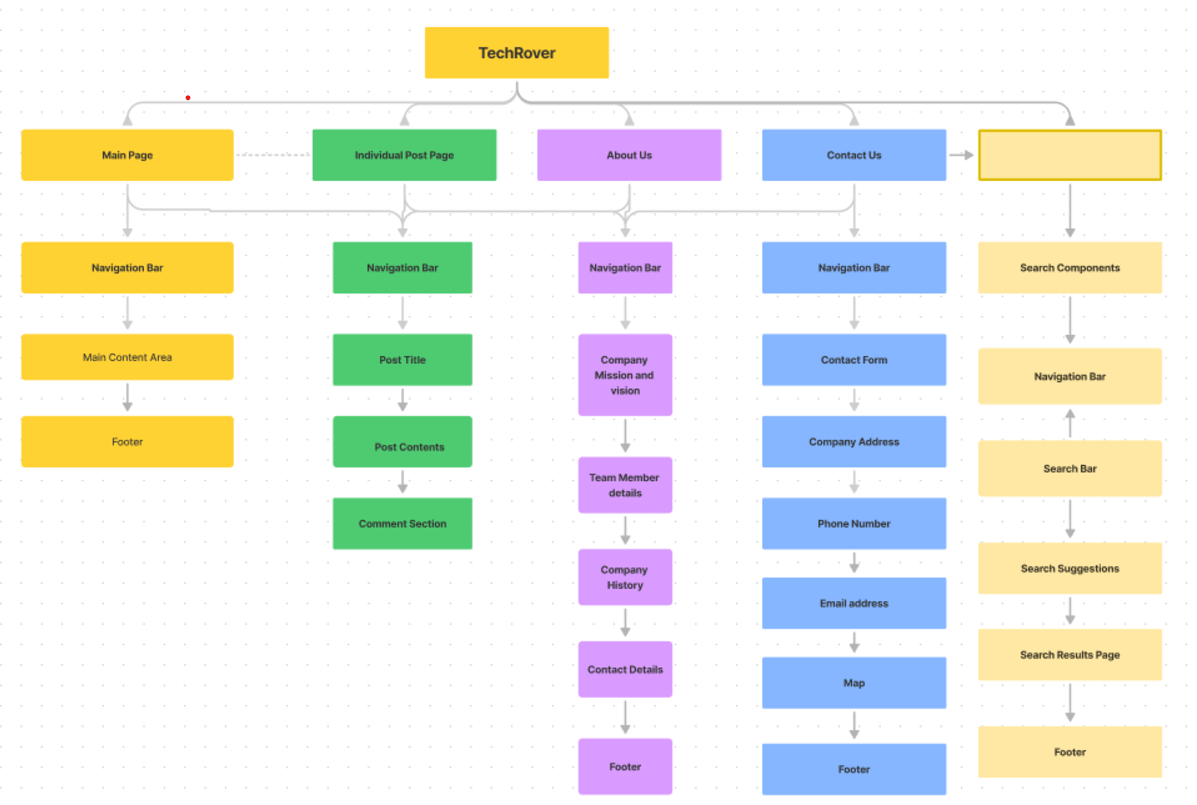 TechRover
Main Page
Individual Post Page
About Us
Contact Us
Navigation Bar
Navigation Bar
Navigation Bar
Navigation Bar
Search Components
Main Content Area
Post Title
Company
Mission and
vision
Contact Form
Navigation Bar
Footer
Post Contents
Company Address
Search Bar
Team Member
details
Comment Section
Phone Number
Search Suggestions
Company
History
Email address
Search Results Page
Contact Details
Map
Footer
Footer
Footer